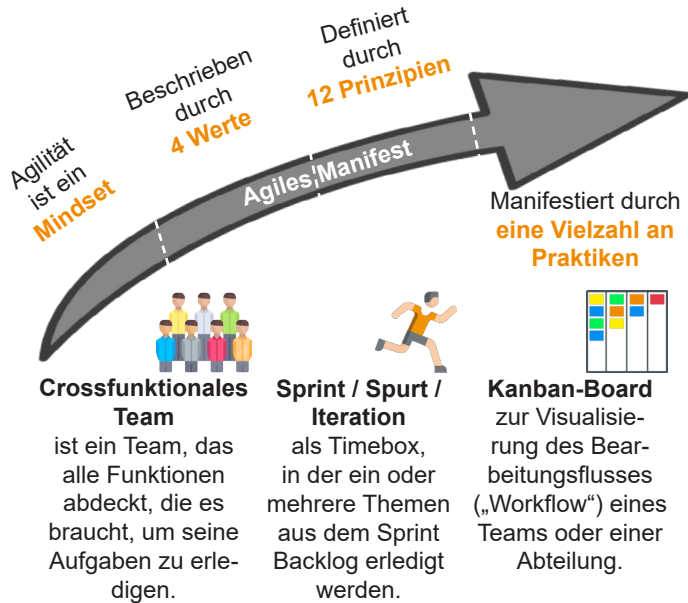 Agilität
ist ein
Mindset
Beschrieben
durch
4 Werte
Definiert
durch
12 Prinzipien
Agiles Manifest
Manifestiert durch
eine Vielzahl an
Praktiken
Crossfunktionales
Team
ist ein Team, das
alle Funktionen
abdeckt, die es
braucht, um seine
Aufgaben zu erle-
digen.
Sprint / Spurt /
Iteration
als Timebox,
in der ein oder
mehrere Themen
aus dem Sprint
Backlog erledigt
werden.
Kanban-Board
zur Visualisie-
rung des Bear-
beitungsflusses
(„Workflow“) eines
Teams oder einer
Abteilung.